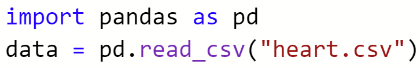 import pandas as pd
data = pd.read_csv("heart.csv")